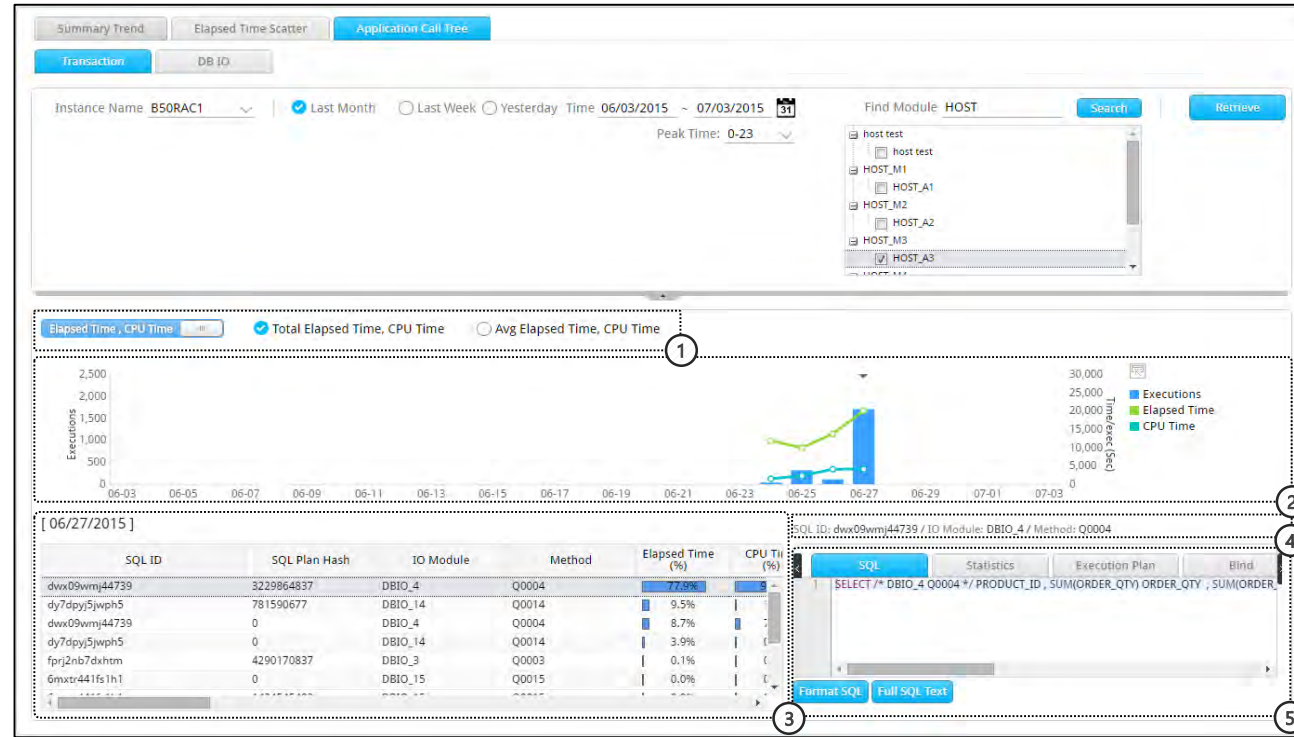 Summary Trend Elapsed Time Scatter Application Call Tree
Transaction DB IO
Instance Name B50RAC1 Last Month Last Week Yesterday Time 06/03/2015 ~ 07/03/2015 31 Find Module HOST Search Retrieve
Peak Time: 0-23
host test
host test
HOST_M1
HOST_A1
HOST_M2
HOST_A2
HOST_M3
HOST_A3
Elapsed Time , CPU Time Total Elapsed Time, CPU Time Avg Elapsed Time, CPU Time
1
2,500 30,000
2,000 25,000 Executions
1,500 20,000 Elapsed Time
1,000 15,000 CPU Time
500 10,000
0 5,000
0
Executions
Time/exec (Sec)
06-03 06-05 06-07 06-09 06-11 06-13 06-15 06-17 06-19 06-21 06-23 06-25 06-27 06-29 07-01 07-03
2
[ 06/27/2015 ]
SQL ID: dwx09wmj44739 / IO Module: DBIO_4 / Method: Q0004
4
SQL ID SQL Plan Hash IO Module Method Elapsed Time (%) CPU Ti (%)
dwx09wmj44739 3229864837 DBIO_4 Q0004 77.9% 9
dy7dpyj5jwph5 781590677 DBIO_14 Q0014 9.5%
dwx09wmj44739 0 DBIO_4 Q0004 8.7% 7
dy7dpyj5jwph5 0 DBIO_14 Q0014 3.9%
fprj2nb7dxhtm 4290170837 DBIO_3 Q0003 0.1%
6mxtr441fs1h1 0 DBIO_15 Q0015 0.0%
3
SQL Statistics Execution Plan Bind
1 SELECT /* DBIO_4 Q0004 */ PRODUCT_ID , SUM(ORDER_QTY) ORDER_QTY , SUM(ORDER_
Format SQL Full SQL Text
5